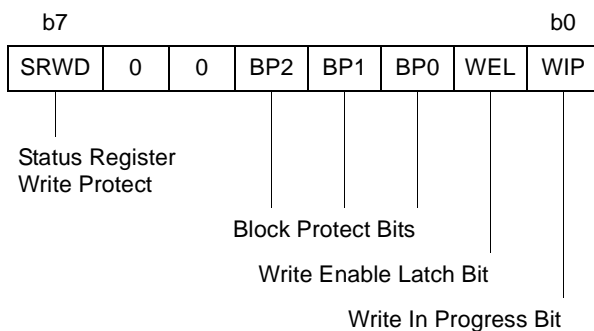 b7 b0
SRWD 0 0 BP2 BP1 BP0 WEL WIP
Status Register
Write Protect
Block Protect Bits
Write Enable Latch Bit
Write In Progress Bit